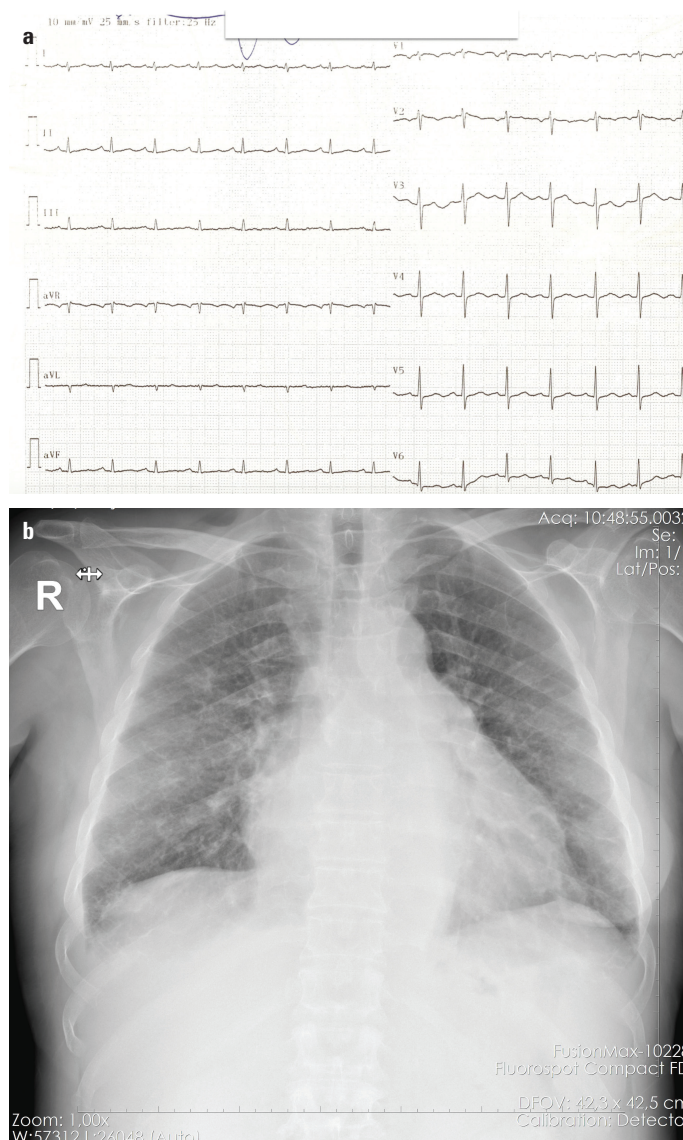 10 mm/mV 25 mm/s filter:25 Hz
a
I
II
III
aVR
aVL
aVF
V1
V2
V3
V4
V5
V6
b
Acq: 10:48:55.003
Se:
Im: 1/
Lat/Pos:
R
FusionMax-10228
Fluorospot Compact FD
DFOV: 42,3 x 42,5 cm
Calibration: Detecto
Zoom: 1,00x
W:57312 L:26048 (Auto)